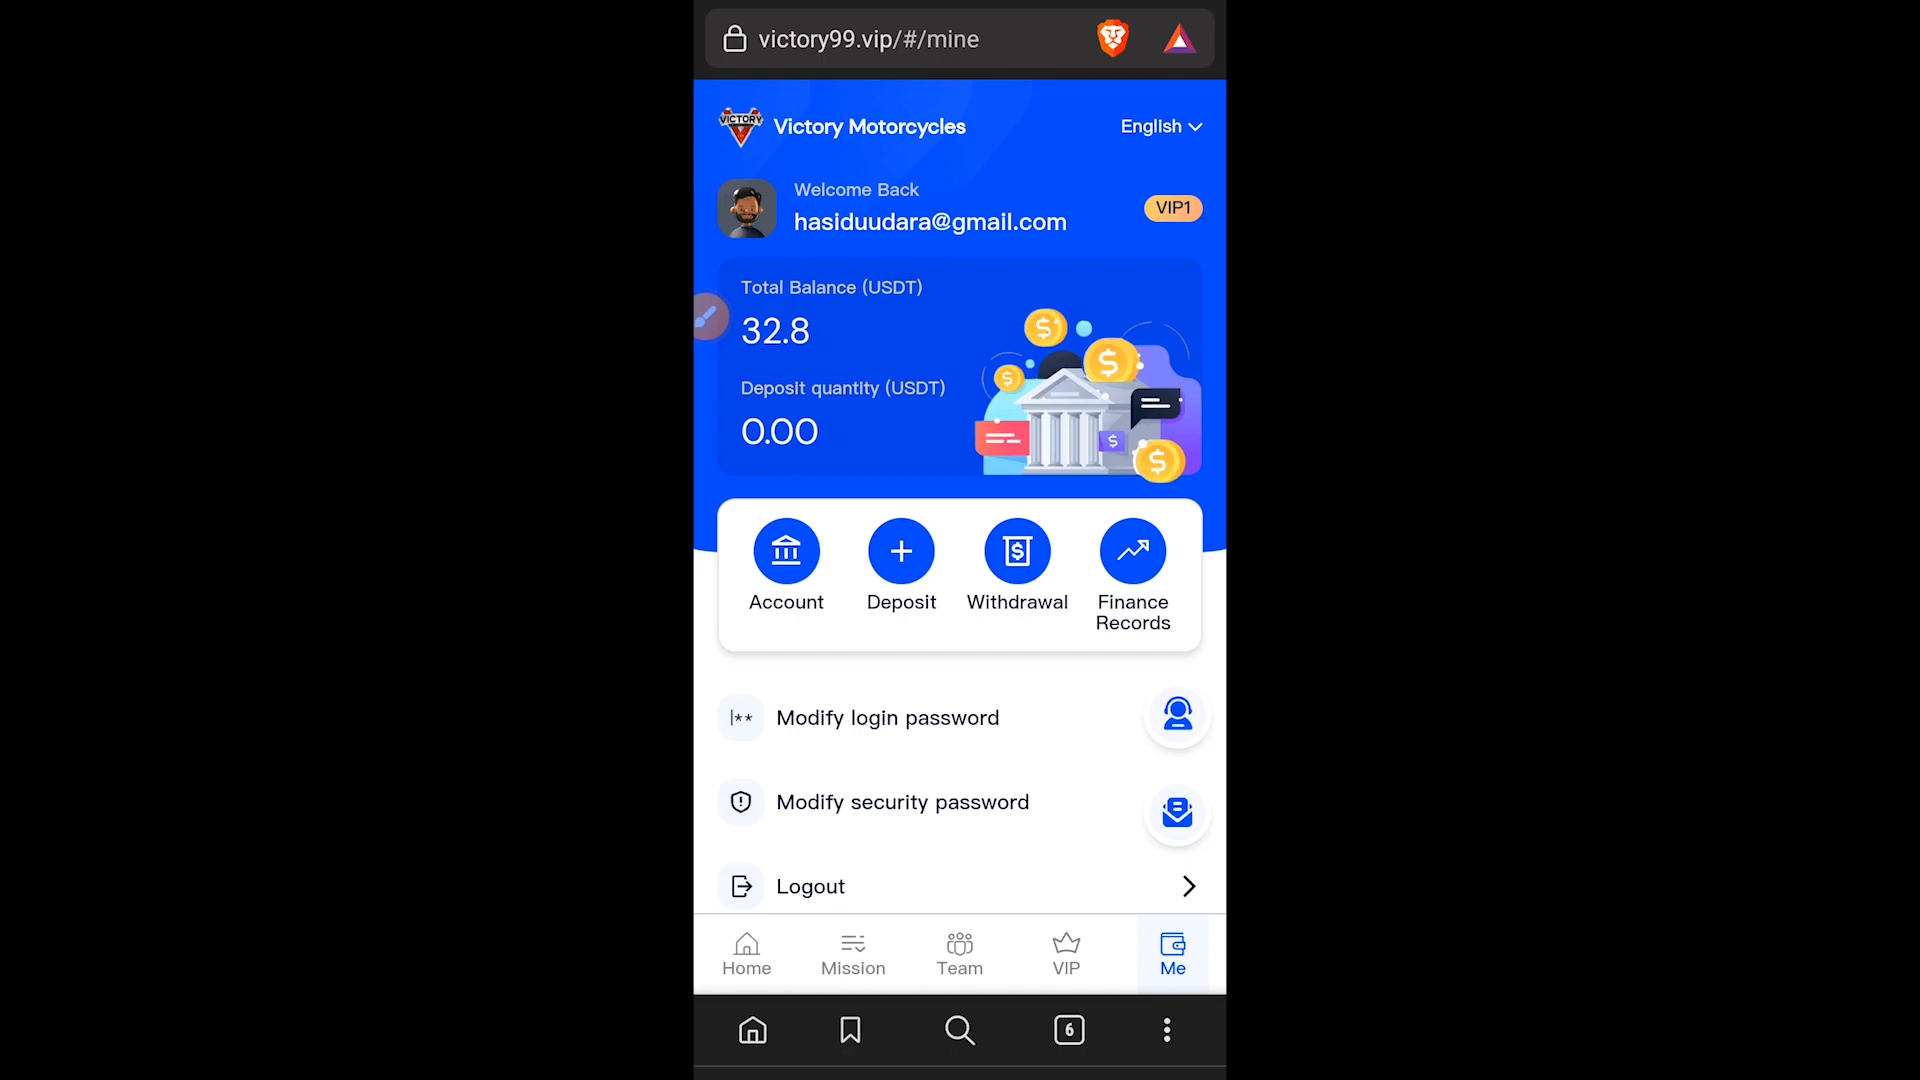 victory99.vip/#/mine
VICTORY
Victory Motorcycles
English
Welcome Back
hasiduudara@gmail.com
VIP1
Total Balance (USDT)
32.8
Deposit quantity (USDT)
0.00
Account
Deposit
Withdrawal
Finance
Records
Modify login password
Modify security password
Logout
Home
Mission
Team
VIP
Me
6